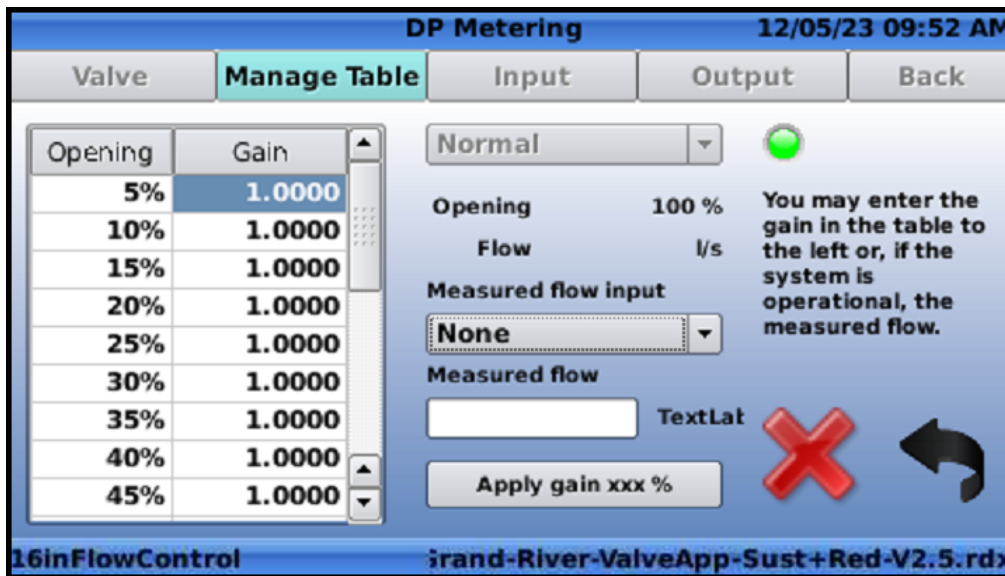 DP Metering 12/05/23 09:52 AM
Valve Manage Table Input Output Back
Opening Gain
5% 1.0000
10% 1.0000
15% 1.0000
20% 1.0000
25% 1.0000
30% 1.0000
35% 1.0000
40% 1.0000
45% 1.0000
Normal
Opening 100 %
Flow l/s
Measured flow input
None
Measured flow
TextLab
Apply gain xxx %
You may enter the
gain in the table to
the left or, if the
system is
operational, the
measured flow.
16inFlowControl Grand-River-ValveApp-Sust+Red-V2.5.rdx